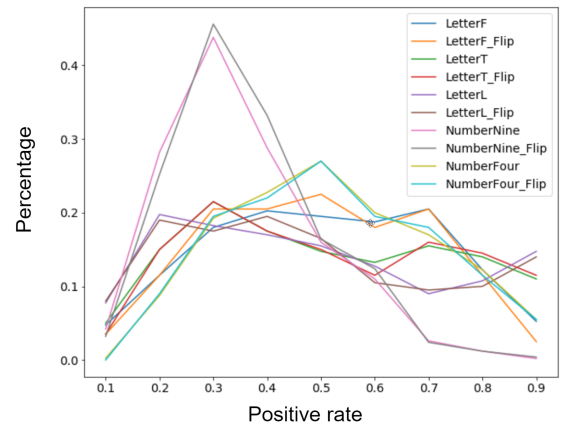 LetterF
LetterF_Flip
LetterT
LetterT_Flip
LetterL
LetterL_Flip
NumberNine
NumberNine_Flip
NumberFour
NumberFour_Flip
Percentage
0.4
0.3
0.2
0.1
0.0
0.1 0.2 0.3 0.4 0.5 0.6 0.7 0.8 0.9
Positive rate